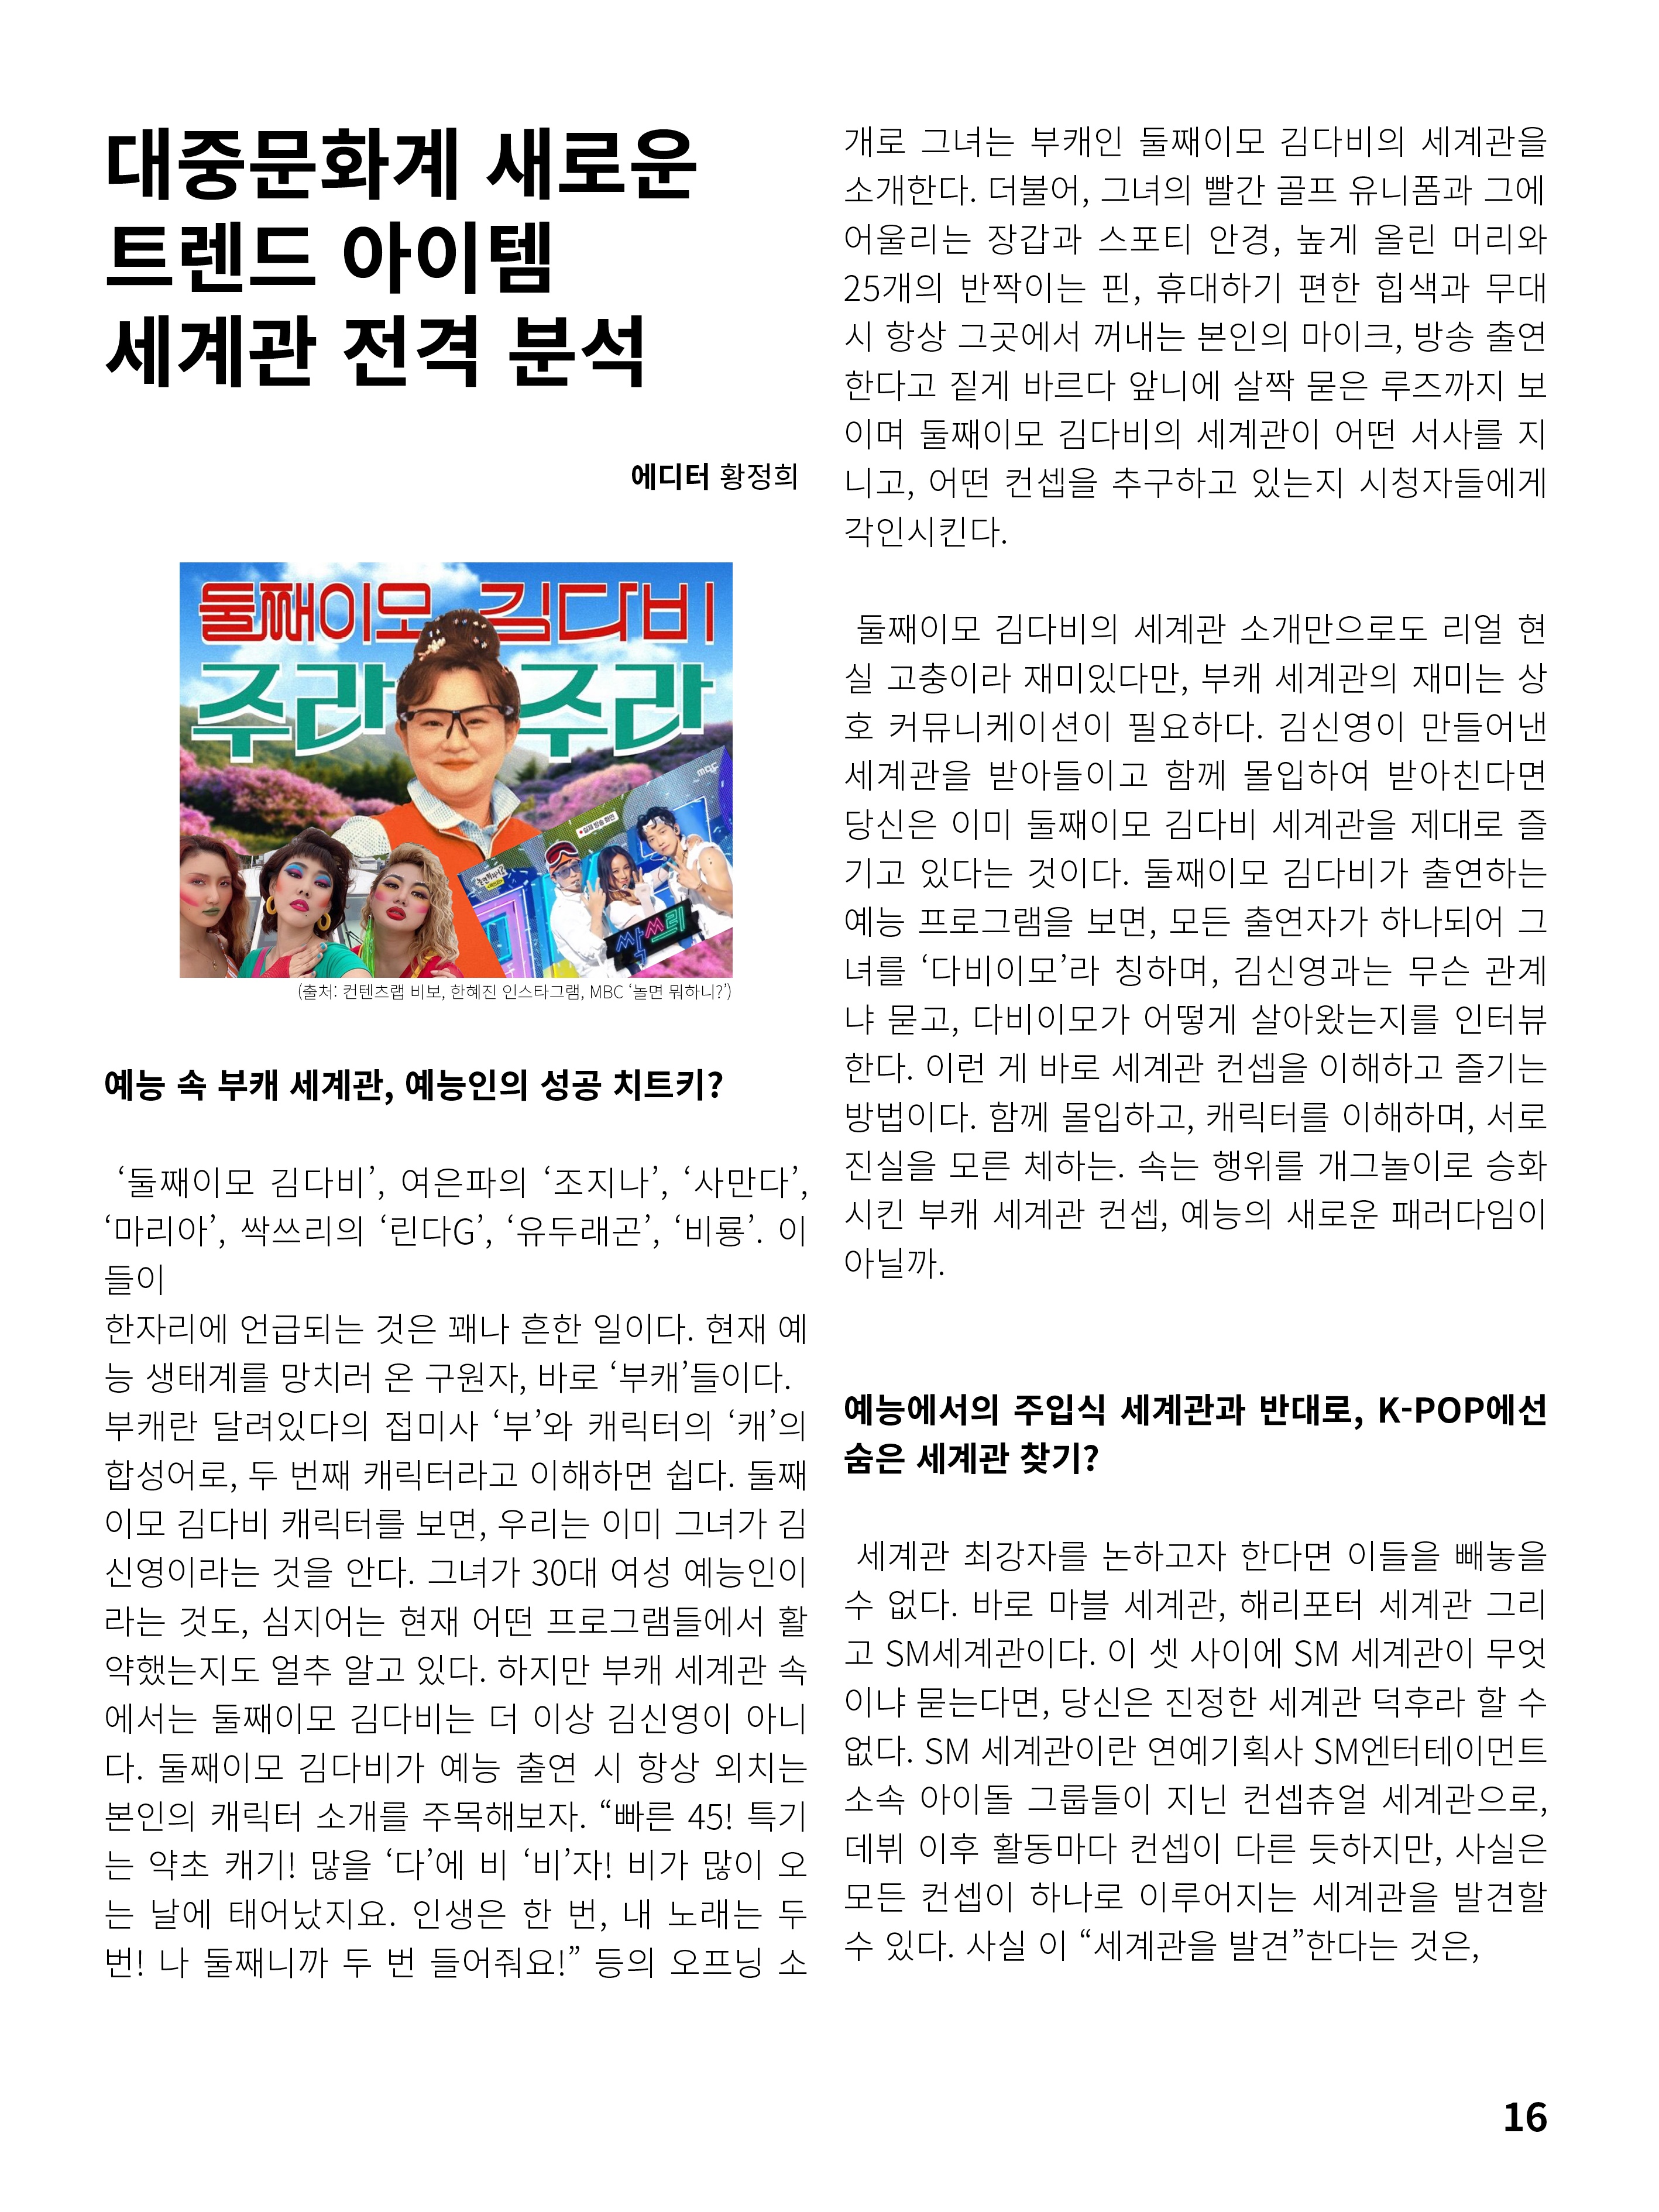 대중문화계 새로운
트렌드 아이템
세계관 전격 분석
에디터 황정희
둘째이모 김다비
주라 주라
mbc
실제 방송 화면
놀면 뭐하니?
싹쓰리
(출처: 컨텐츠랩 비보, 한혜진 인스타그램, MBC ‘놀면 뭐하니?’)
예능 속 부캐 세계관, 예능인의 성공 치트키?
‘둘째이모 김다비’, 여은파의 ‘조지나’, ‘사만다’,
‘마리아’, 싹쓰리의 ‘린다G’, ‘유두래곤’, ‘비룡’. 이
들이
한자리에 언급되는 것은 꽤나 흔한 일이다. 현재 예
능 생태계를 망치러 온 구원자, 바로 ‘부캐’들이다.
부캐란 달려있다의 접미사 ‘부’와 캐릭터의 ‘캐’의
합성어로, 두 번째 캐릭터라고 이해하면 쉽다. 둘째
이모 김다비 캐릭터를 보면, 우리는 이미 그녀가 김
신영이라는 것을 안다. 그녀가 30대 여성 예능인이
라는 것도, 심지어는 현재 어떤 프로그램들에서 활
약했는지도 얼추 알고 있다. 하지만 부캐 세계관 속
에서는 둘째이모 김다비는 더 이상 김신영이 아니
다. 둘째이모 김다비가 예능 출연 시 항상 외치는
본인의 캐릭터 소개를 주목해보자. “빠른 45! 특기
는 약초 캐기! 많을 ‘다’에 비 ‘비’자! 비가 많이 오
는 날에 태어났지요. 인생은 한 번, 내 노래는 두
번! 나 둘째니까 두 번 들어줘요!” 등의 오프닝 소
개로 그녀는 부캐인 둘째이모 김다비의 세계관을
소개한다. 더불어, 그녀의 빨간 골프 유니폼과 그에
어울리는 장갑과 스포티 안경, 높게 올린 머리와
25개의 반짝이는 핀, 휴대하기 편한 힙색과 무대
시 항상 그곳에서 꺼내는 본인의 마이크, 방송 출연
한다고 짙게 바르다 앞니에 살짝 묻은 루즈까지 보
이며 둘째이모 김다비의 세계관이 어떤 서사를 지
니고, 어떤 컨셉을 추구하고 있는지 시청자들에게
각인시킨다.
둘째이모 김다비의 세계관 소개만으로도 리얼 현
실 고충이라 재미있다만, 부캐 세계관의 재미는 상
호 커뮤니케이션이 필요하다. 김신영이 만들어낸
세계관을 받아들이고 함께 몰입하여 받아친다면
당신은 이미 둘째이모 김다비 세계관을 제대로 즐
기고 있다는 것이다. 둘째이모 김다비가 출연하는
예능 프로그램을 보면, 모든 출연자가 하나되어 그
녀를 ‘다비이모’라 칭하며, 김신영과는 무슨 관계
냐 묻고, 다비이모가 어떻게 살아왔는지를 인터뷰
한다. 이런 게 바로 세계관 컨셉을 이해하고 즐기는
방법이다. 함께 몰입하고, 캐릭터를 이해하며, 서로
진실을 모른 체하는. 속는 행위를 개그놀이로 승화
시킨 부캐 세계관 컨셉, 예능의 새로운 패러다임이
아닐까.
예능에서의 주입식 세계관과 반대로, K-POP에선
숨은 세계관 찾기?
세계관 최강자를 논하고자 한다면 이들을 빼놓을
수 없다. 바로 마블 세계관, 해리포터 세계관 그리
고 SM세계관이다. 이 셋 사이에 SM 세계관이 무엇
이냐 묻는다면, 당신은 진정한 세계관 덕후라 할 수
없다. SM 세계관이란 연예기획사 SM엔터테이먼트
소속 아이돌 그룹들이 지닌 컨셉츄얼 세계관으로,
데뷔 이후 활동마다 컨셉이 다른 듯하지만, 사실은
모든 컨셉이 하나로 이루어지는 세계관을 발견할
수 있다. 사실 이 “세계관을 발견”한다는 것은,
16